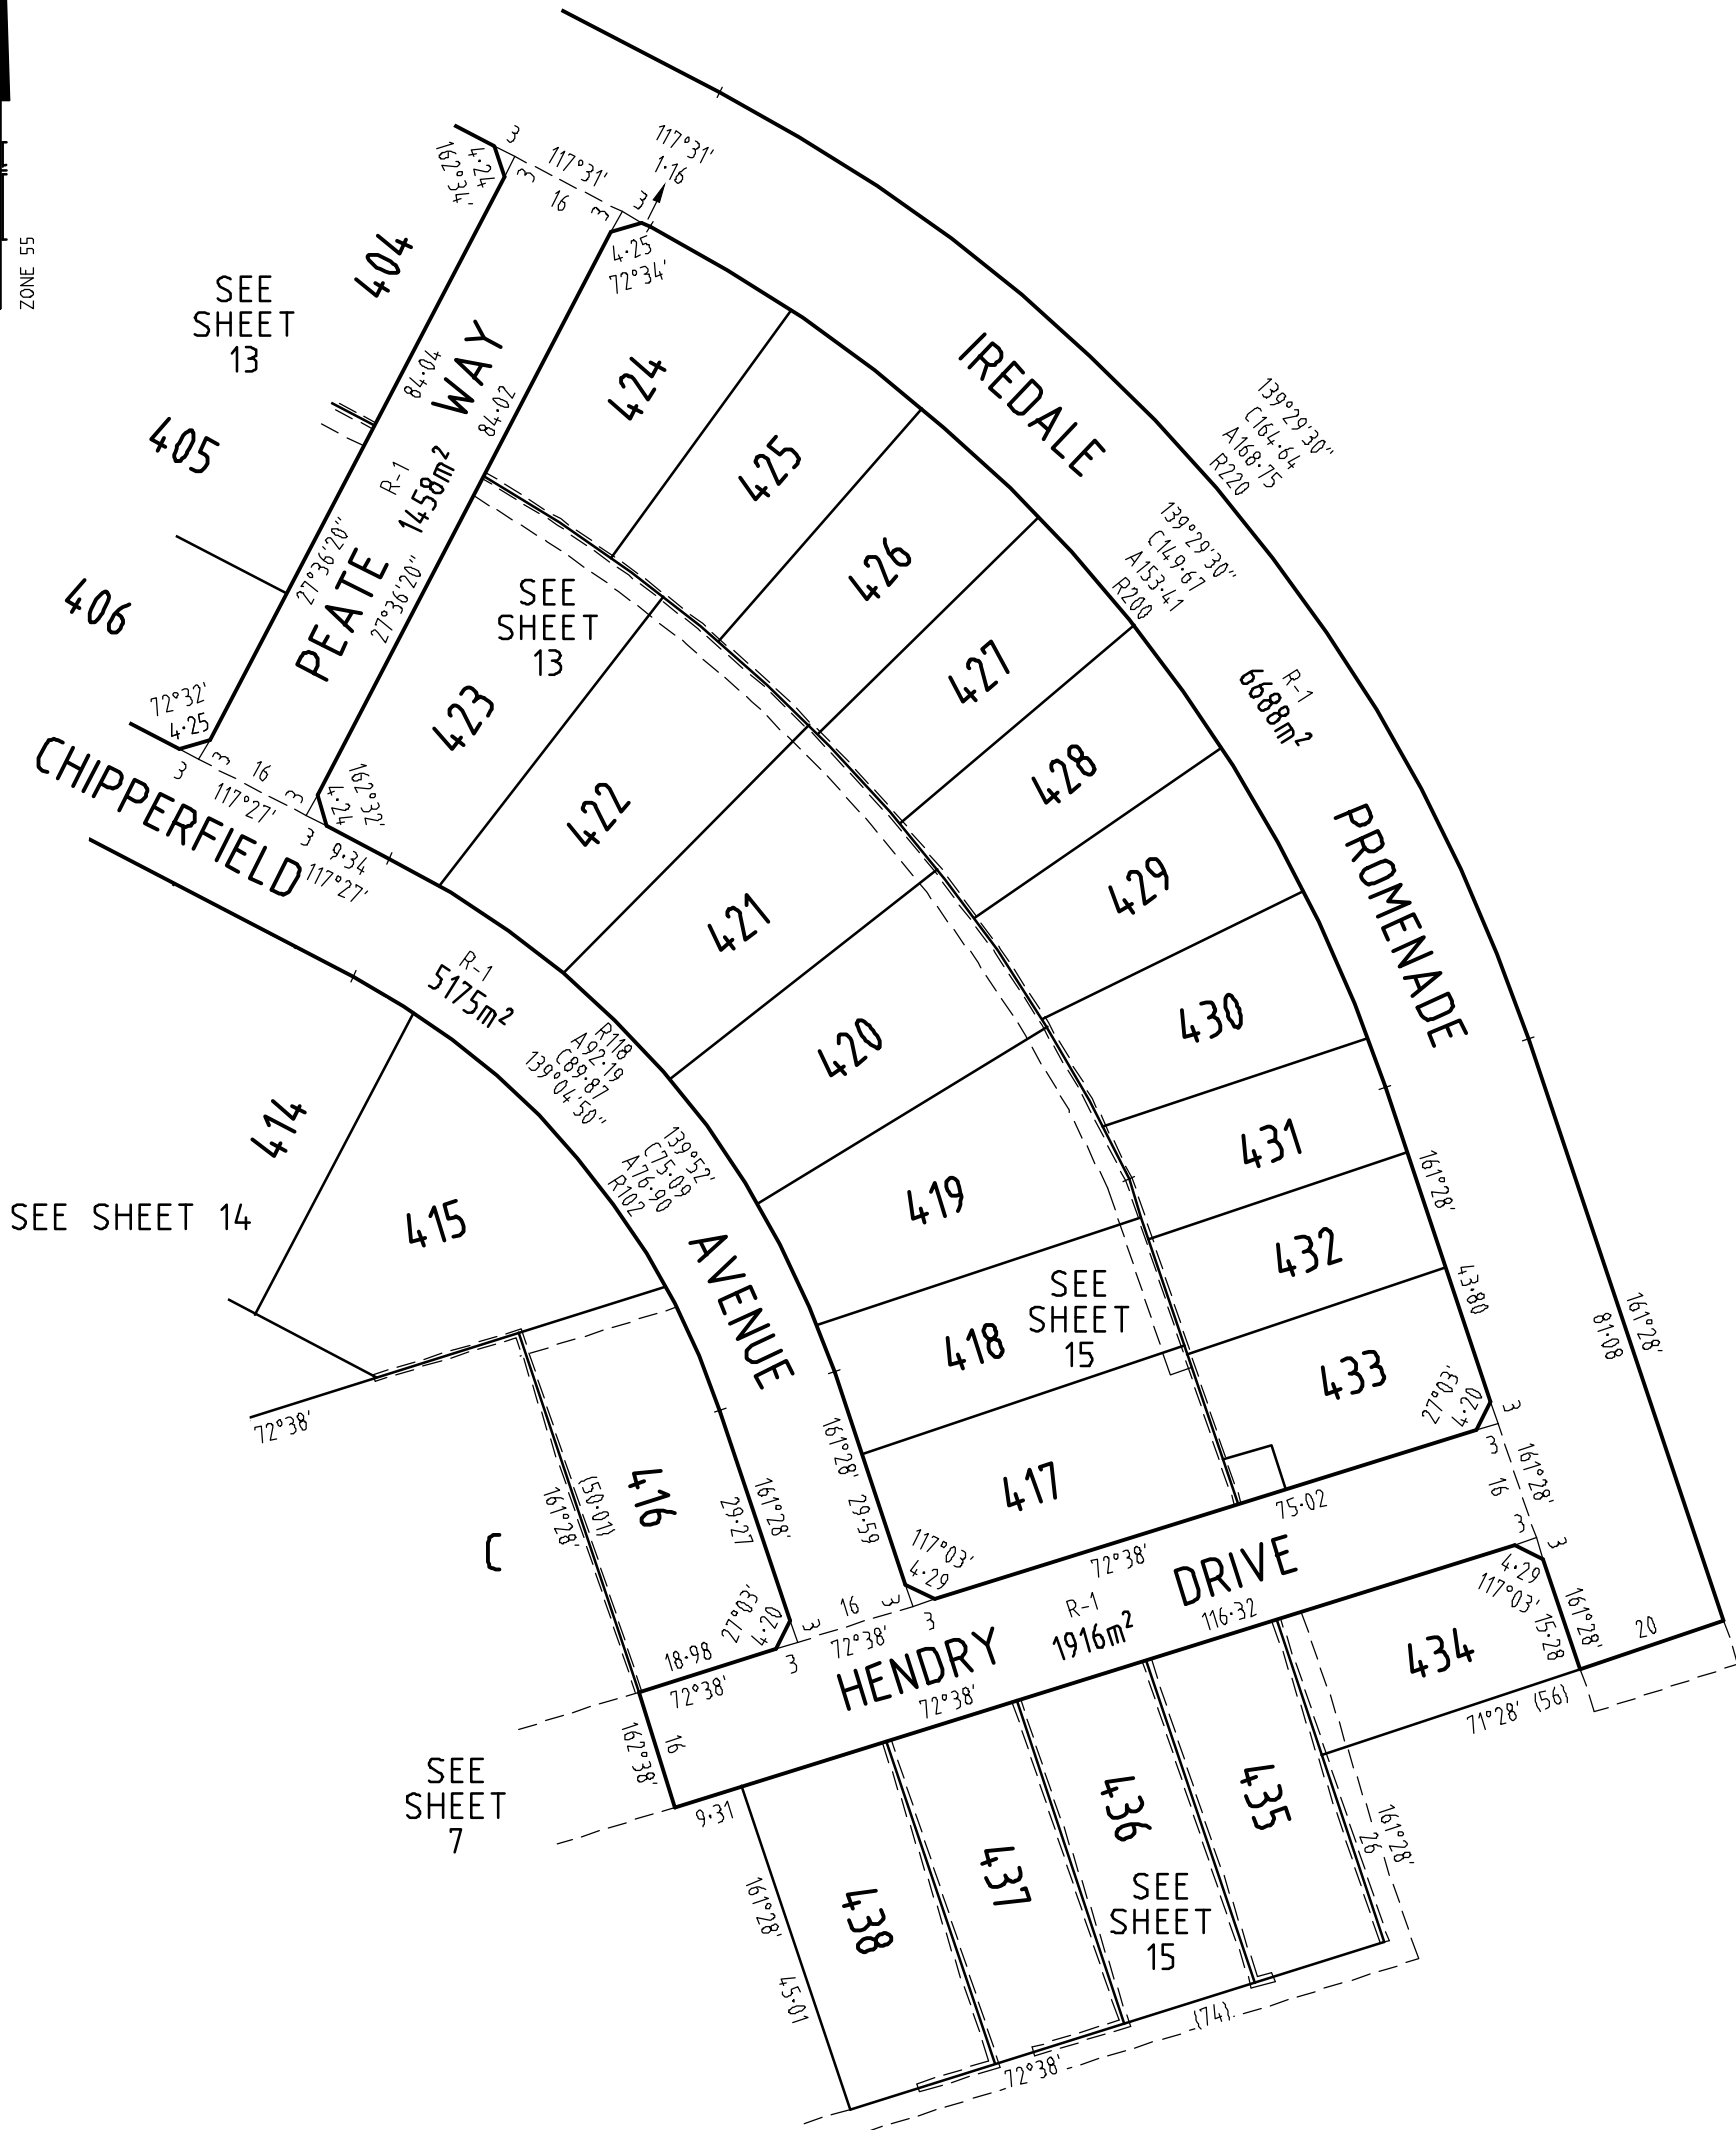 ZONE 55
3
117°31'
1·16
4·24
162°34'
3
117°31'
16
3
3
4·25
72°34'
404
SEE
SHEET
13
405
406
PEATE WAY
84·04
84·02
R-1
1458m²
27°36'20"
27°36'20"
72°32'
4·25
3
3
16
117°27'
3
3
4·24
162°32'
9·34
117°27'
CHIPPERFIELD
AVENUE
R-1
5175m²
R118
A92·19
C89·87
139°04'50"
139°52'
C75·09
A76·90
R102
IREDALE
PROMENADE
139°29'30"
C164·64
A168·75
R220
139°29'30"
C149·67
A153·41
R200
R-1
6688m²
424
425
426
427
428
429
430
431
432
433
SEE
SHEET
13
423
422
421
420
419
418
SEE
SHEET
15
417
414
SEE SHEET 14
415
72°38'
416
C
(50·01)
161°28'
161°28'
29·27
161°28'
29·59
161°28'
43·80
161°28'
81·08
27°03'
4·20
3
3
16
161°28'
3
3
4·29
117°03'
161°28'
15·28
20
117°03'
4·29
75·02
72°38'
27°03'
4·20
3
3
16
72°38'
3
3
18·98
72°38'
HENDRY DRIVE
R-1
1916m²
116·32
72°38'
162°38'
16
9·31
SEE
SHEET
7
434
71°28' (56)
435
436
437
438
161°28'
26
SEE
SHEET
15
161°28'
45·01
(74)
72°38'